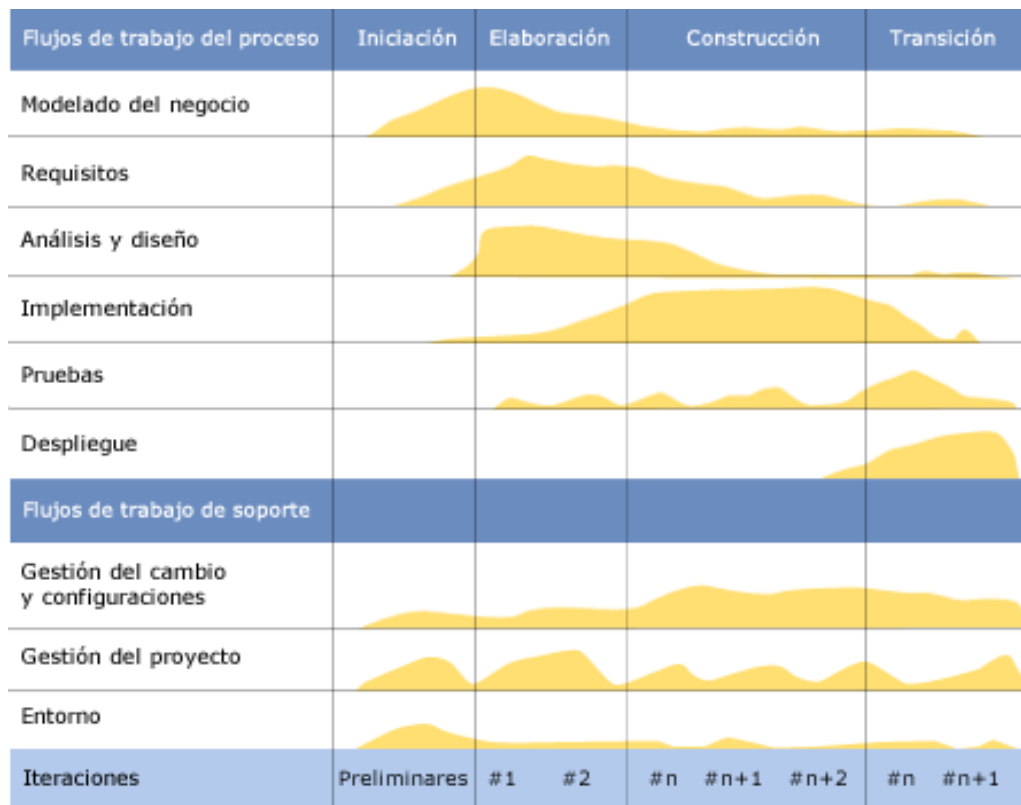 Flujos de trabajo del proceso Iniciación Elaboración Construcción Transición
Modelado del negocio
Requisitos
Análisis y diseño
Implementación
Pruebas
Despliegue
Flujos de trabajo de soporte
Gestión del cambio
y configuraciones
Gestión del proyecto
Entorno
Iteraciones Preliminares #1 #2 #n #n+1 #n+2 #n #n+1